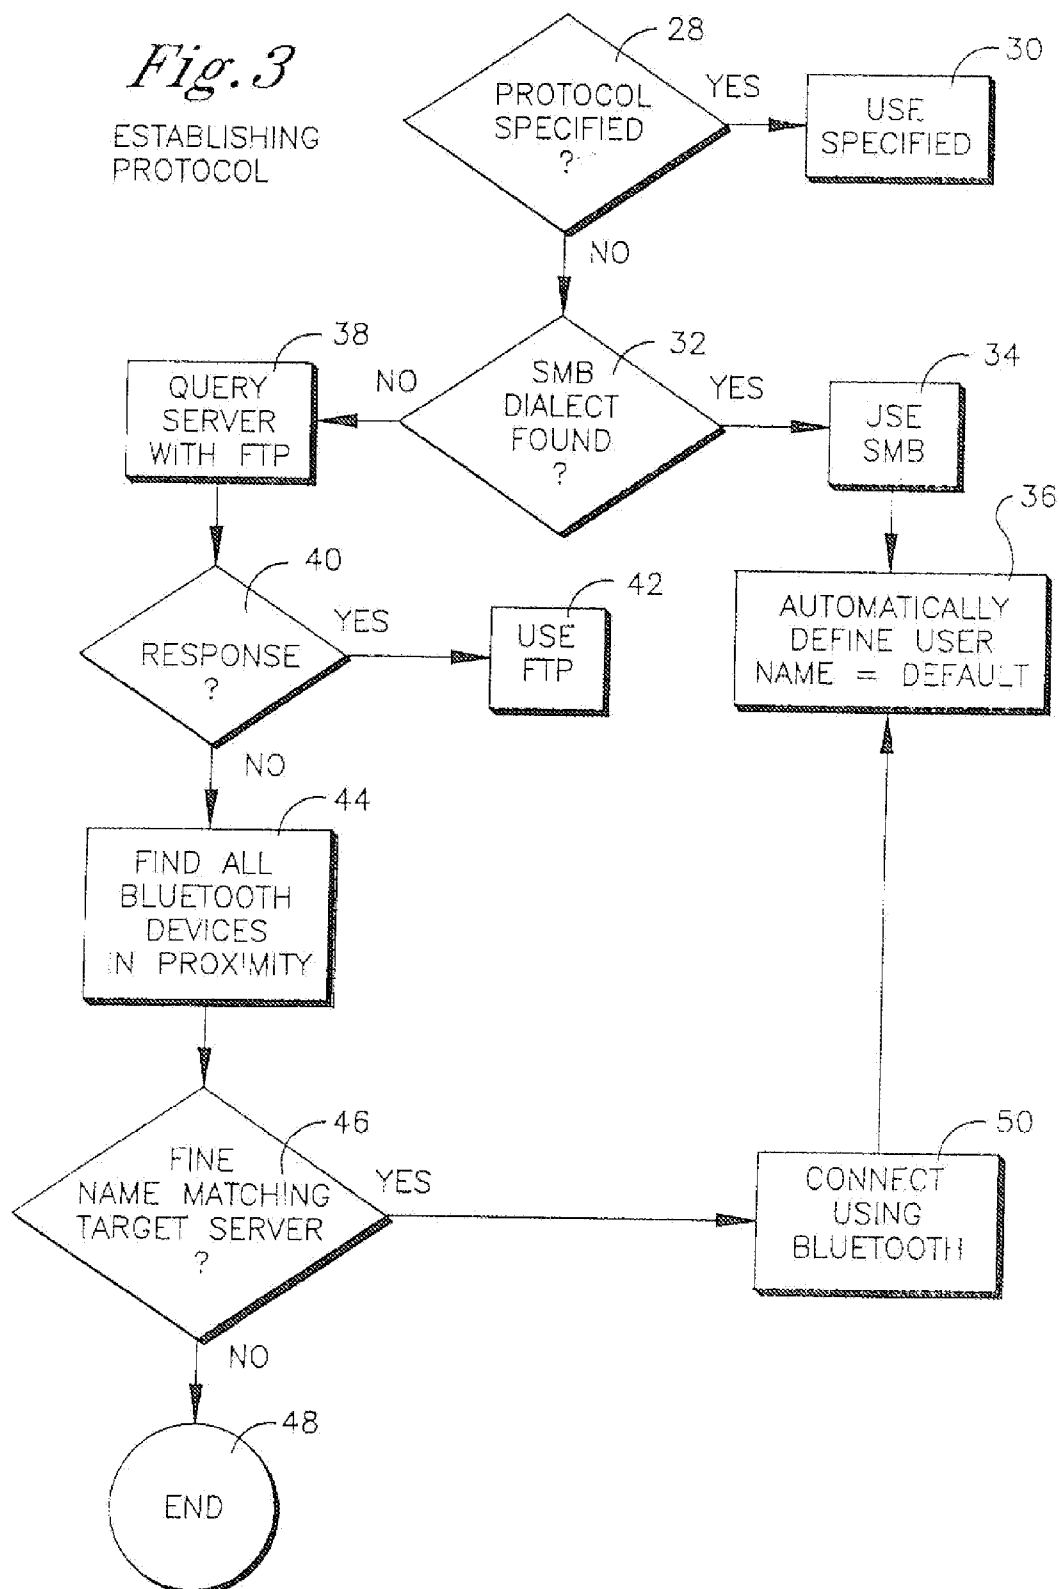 Fig. 3
ESTABLISHING
PROTOCOL
28
PROTOCOL
SPECIFIED
?
YES
30
USE
SPECIFIED
NO
32
SMB
DIALECT
FOUND
?
NO
YES
38
QUERY
SERVER
WITH FTP
34
JSE
SMB
36
AUTOMATICALLY
DEFINE USER
NAME = DEFAULT
40
RESPONSE
?
YES
42
USE
FTP
NO
44
FIND ALL
BLUETOOTH
DEVICES
IN PROXIMITY
46
FINE
NAME MATCHING
TARGET SERVER
?
YES
50
CONNECT
USING
BLUETOOTH
NO
48
END